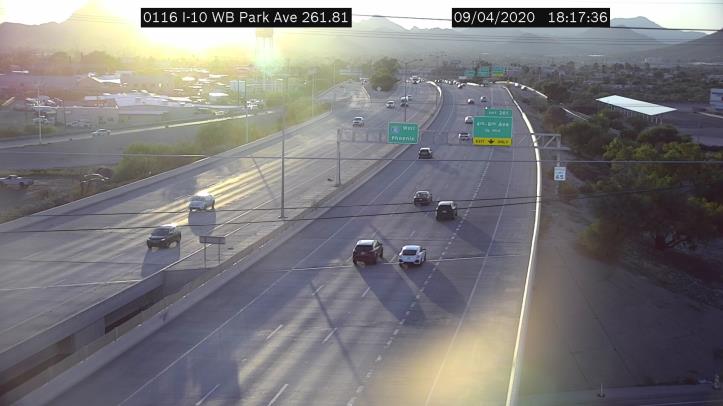 0116 I-10 WB Park Ave 261.81
09/04/2020 18:17:36
EXIT 261
4th-6th Ave
EXIT ONLY
West
Phoenix